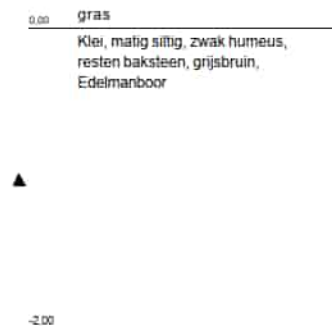 0,00 gras
Klei, matig siltig, zwak humeus,
resten baksteen, grijsbruin,
Edelmanboor
-2,00